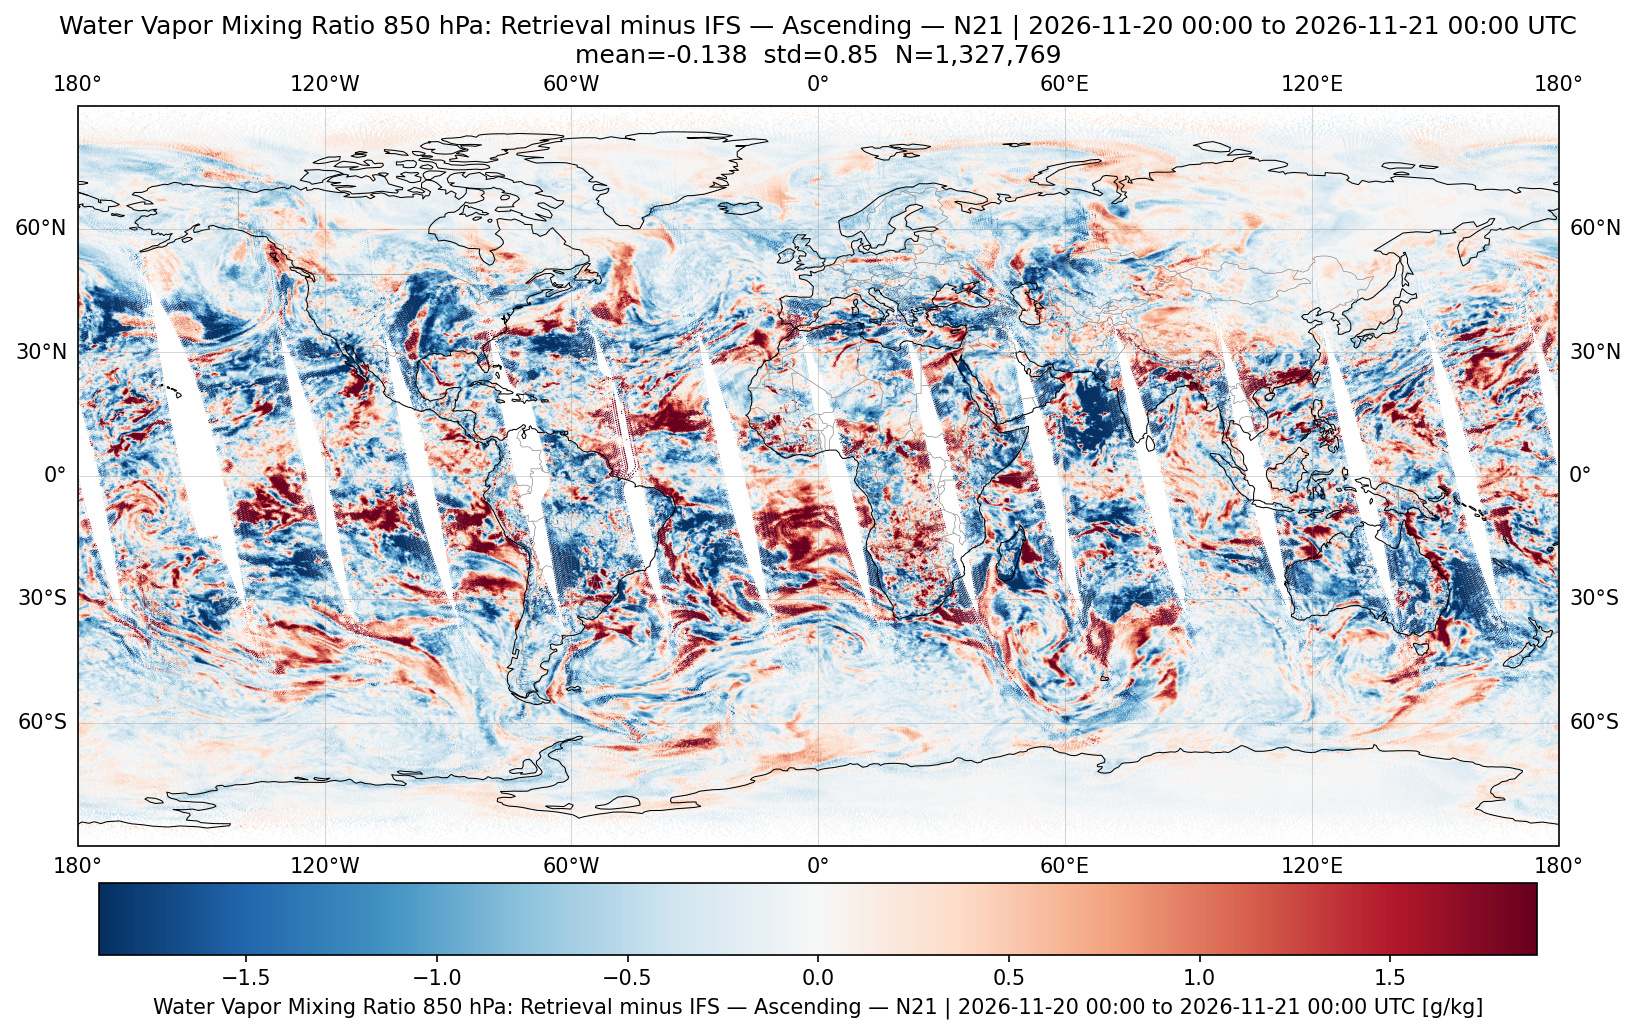 Water Vapor Mixing Ratio 850 hPa: Retrieval minus IFS — Ascending — N21 | 2026-11-20 00:00 to 2026-11-21 00:00 UTC
mean=-0.138  std=0.85  N=1,327,769
180° 120°W 60°W 0° 60°E 120°E 180°
60°N 60°N
30°N 30°N
0° 0°
30°S 30°S
60°S 60°S
180° 120°W 60°W 0° 60°E 120°E 180°
−1.5 −1.0 −0.5 0.0 0.5 1.0 1.5
Water Vapor Mixing Ratio 850 hPa: Retrieval minus IFS — Ascending — N21 | 2026-11-20 00:00 to 2026-11-21 00:00 UTC [g/kg]